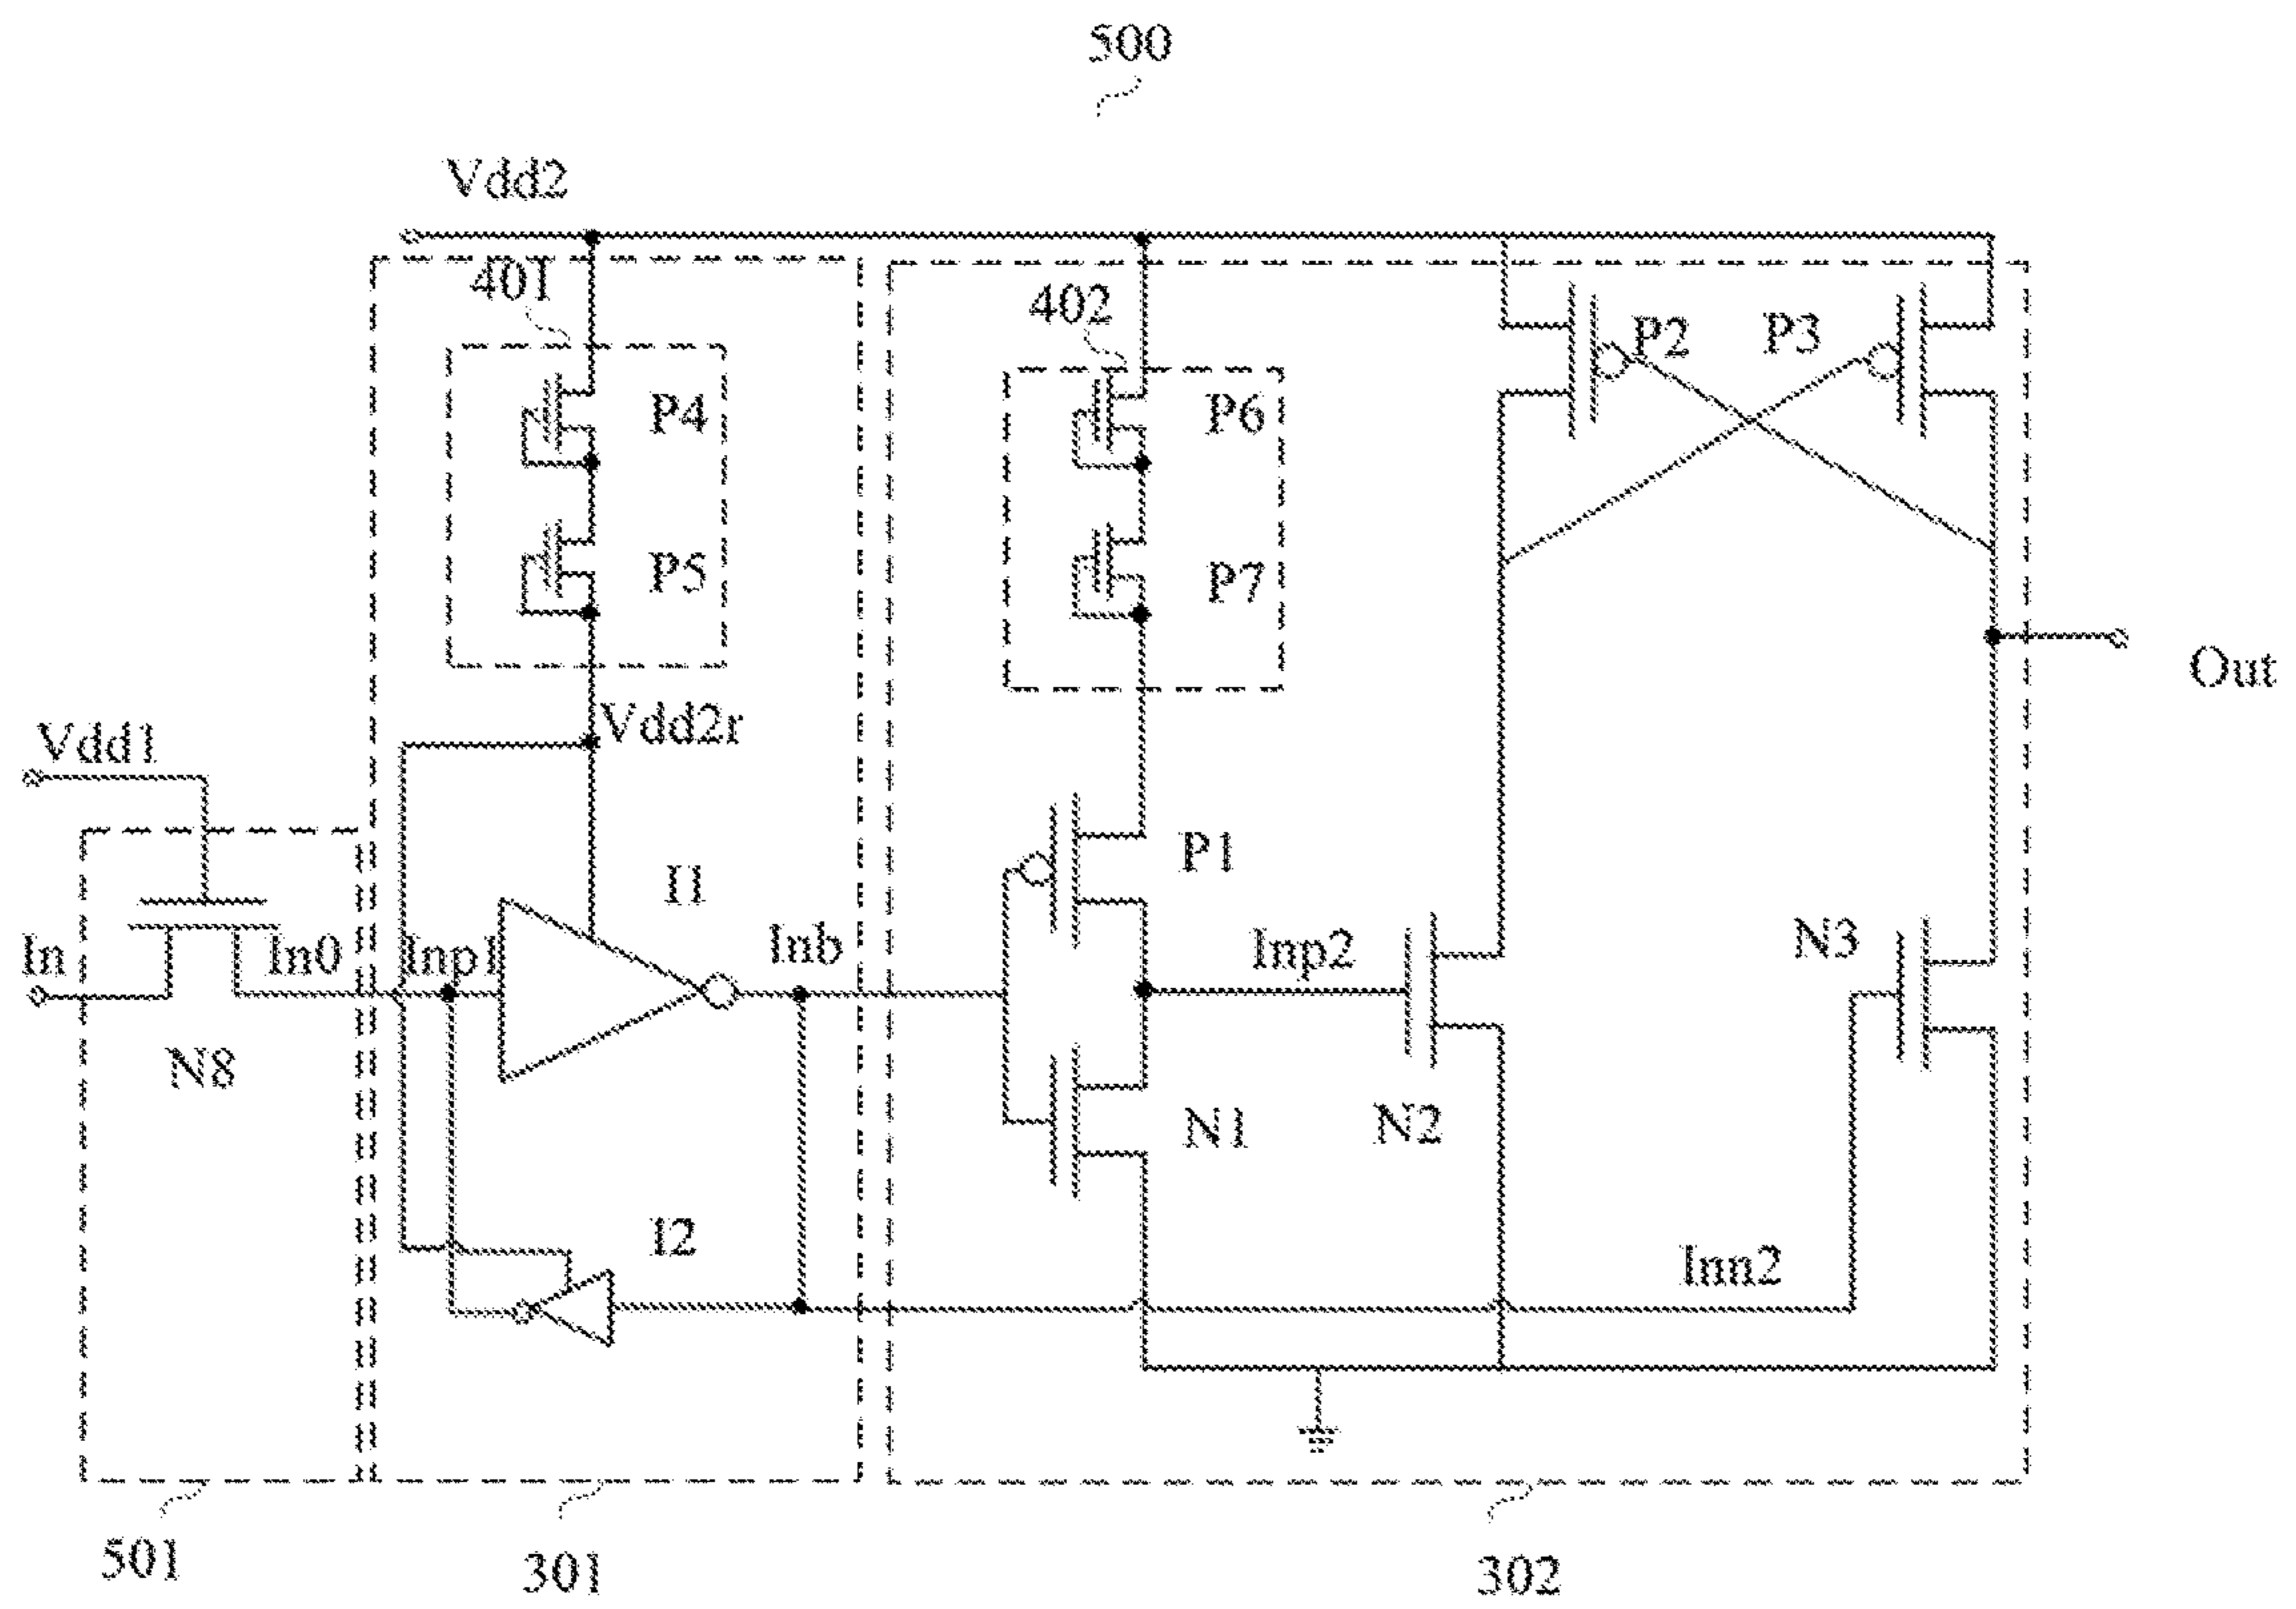 500
Vdd2
401
402
P2
P3
P4
P6
P5
P7
Out
Vdd1
Vdd2r
P1
I1
In
In0
Inp1
Inb
Inp2
N3
N8
N1
N2
I2
Inn2
501
301
302